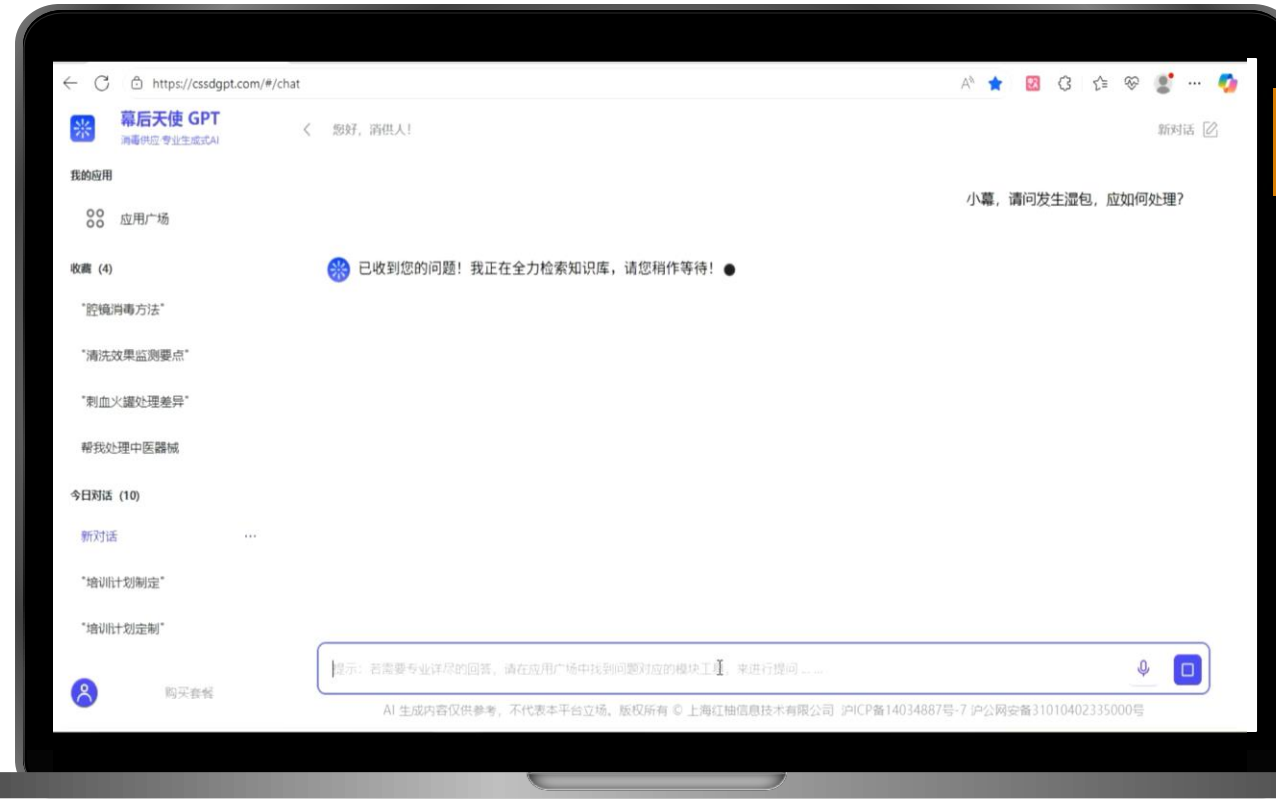 https://cssdgpt.com/#/chat
幕后天使 GPT
消毒供应 专业生成式AI
您好，消供人！
新对话
我的应用
应用广场
小幕，请问发生湿包，应如何处理？
收藏 (4)
已收到您的问题！我正在全力检索知识库，请您稍作等待！
"腔镜消毒方法"
"清洗效果监测要点"
"刺血火罐处理差异"
帮我处理中医器械
今日对话 (10)
新对话
"培训计划制定"
"培训计划定制"
提示：若需要专业详尽的回答，请在应用广场中找到问题对应的模块工具，来进行提问 ......
购买套餐
AI 生成内容仅供参考，不代表本平台立场，版权所有 © 上海红柚信息技术有限公司 沪ICP备14034887号-7 沪公网安备31010402335000号